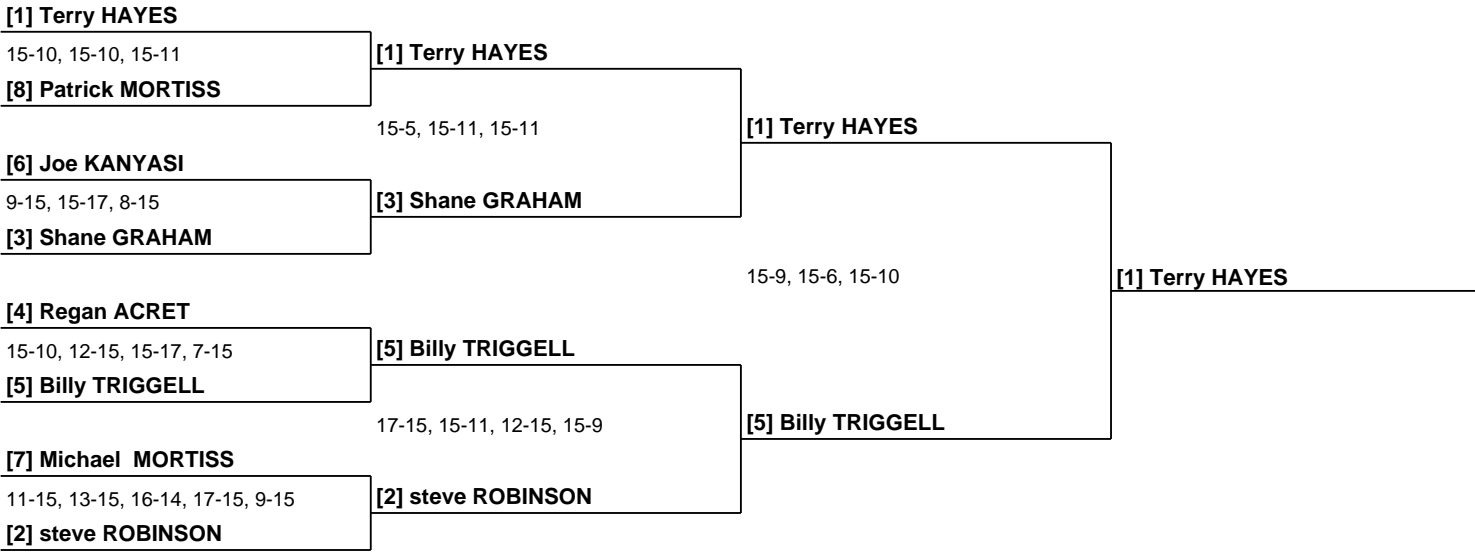 [1] Terry HAYES
15-10, 15-10, 15-11
[8] Patrick MORTISS
[6] Joe KANYASI
9-15, 15-17, 8-15
[3] Shane GRAHAM
[4] Regan ACRET
15-10, 12-15, 15-17, 7-15
[5] Billy TRIGGELL
[7] Michael  MORTISS
11-15, 13-15, 16-14, 17-15, 9-15
[2] steve ROBINSON
[1] Terry HAYES
15-5, 15-11, 15-11
[3] Shane GRAHAM
[5] Billy TRIGGELL
17-15, 15-11, 12-15, 15-9
[2] steve ROBINSON
[1] Terry HAYES
15-9, 15-6, 15-10
[5] Billy TRIGGELL
[1] Terry HAYES